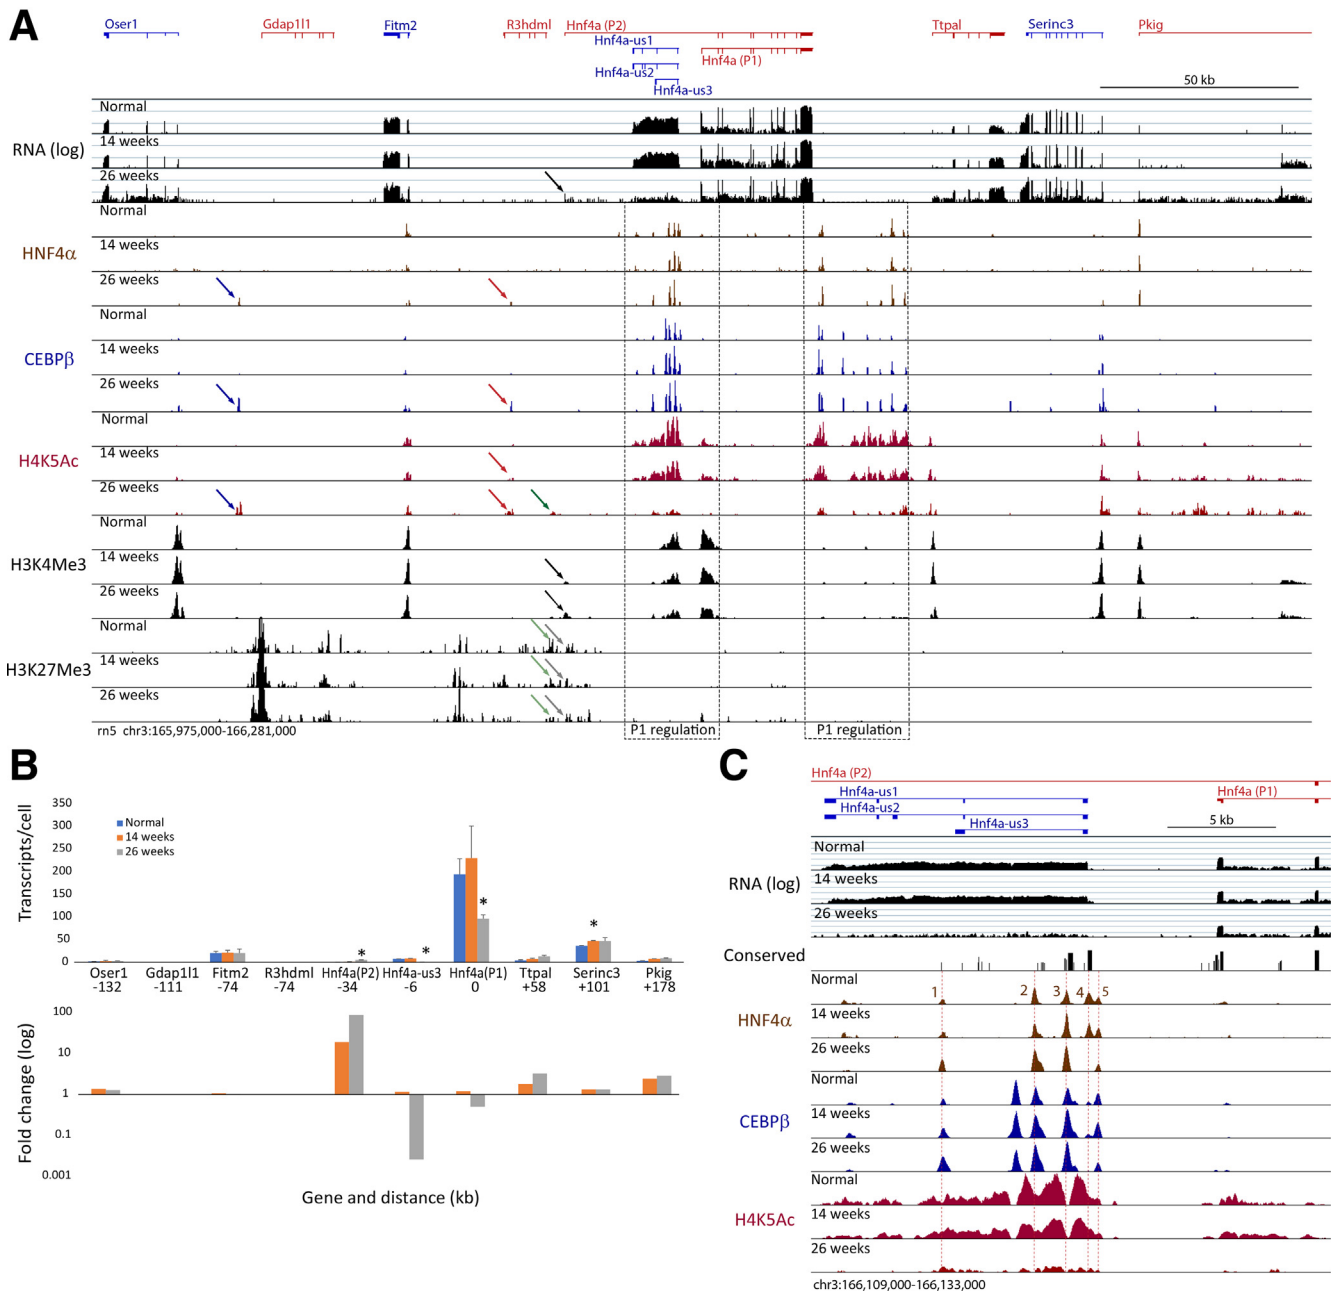 A
Oser1 Gdap1l1 Fitm2 R3hdml Hnf4a (P2) Ttpal Serinc3 Pkig
Hnf4a-us1
Hnf4a (P1)
Hnf4a-us2
Hnf4a-us3
50 kb
RNA (log)
Normal
14 weeks
26 weeks
HNF4α
Normal
14 weeks
26 weeks
CEBPβ
Normal
14 weeks
26 weeks
H4K5Ac
Normal
14 weeks
26 weeks
H3K4Me3
Normal
14 weeks
26 weeks
H3K27Me3
Normal
14 weeks
26 weeks
rn5 chr3:165,975,000-166,281,000
P1 regulation P1 regulation
B
Transcripts/cell
350
300
250
200
150
100
50
0
Normal
14 weeks
26 weeks
* * * *
Oser1 Gdap1l1 Fitm2 R3hdml Hnf4a(P2) Hnf4a-us3 Hnf4a(P1) Ttpal Serinc3 Pkig
-132 -111 -74 -74 -34 -6 0 +58 +101 +178
Fold change (log)
100
10
1
0.1
0.001
Gene and distance (kb)
C
Hnf4a (P2)
Hnf4a-us1 Hnf4a (P1)
Hnf4a-us2
Hnf4a-us3
5 kb
RNA (log)
Normal
14 weeks
26 weeks
Conserved
HNF4α
Normal
1 2 3 4 5
14 weeks
26 weeks
CEBPβ
Normal
14 weeks
26 weeks
H4K5Ac
Normal
14 weeks
26 weeks
chr3:166,109,000-166,133,000